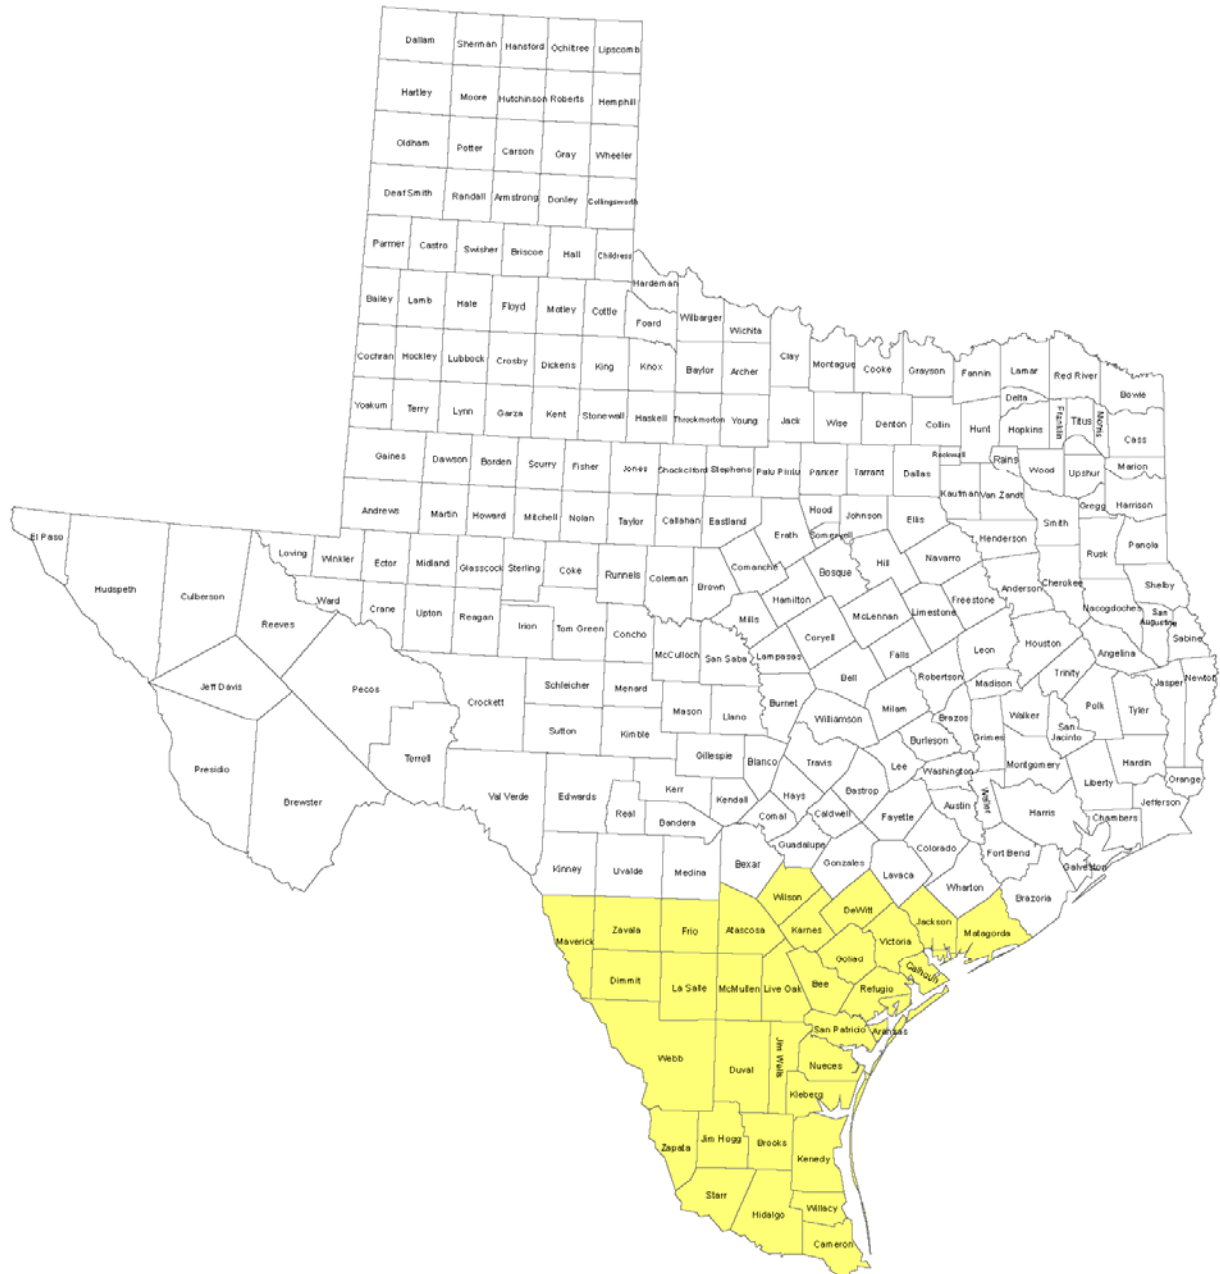 Dallam Sherman Hansford Ochiltree Lipscomb
Hartley Moore Hutchinson Roberts Hemphill
Oldham Potter Carson Gray Wheeler
Deaf Smith Randall Armstrong Donley Collingsworth
Parmer Castro Swisher Briscoe Hall Childress
Hardeman
Bailey Lamb Hale Floyd Motley Cottle Foard Wilbarger Wichita
Cochran Hockley Lubbock Crosby Dickens King Knox Baylor Archer Clay Montague Cooke Grayson Fannin Lamar Red River Bowie
Delta
Yoakum Terry Lynn Garza Kent Stonewall Haskell Throckmorton Young Jack Wise Denton Collin Hunt Hopkins Franklin Titus Morris Cass
Gaines Dawson Borden Scurry Fisher Jones Shackelford Stephens Palo Pinto Parker Tarrant Dallas Rockwall Rains Wood Upshur Marion
Kaufman Van Zandt Gregg Harrison
Andrews Martin Howard Mitchell Nolan Taylor Callahan Eastland Erath Hood Somervell Johnson Ellis Henderson Smith Rusk Panola
El Paso Hudspeth Culberson Reeves Loving Winkler Ector Midland Glasscock Sterling Coke Runnels Coleman Brown Comanche Bosque Hill Navarro Anderson Cherokee Shelby
Ward Crane Upton Reagan Irion Tom Green Concho Mills Hamilton McLennan Limestone Freestone Nacogdoches San Augustine Sabine
McCulloch San Saba Lampasas Coryell Falls Leon Houston Angelina
Jeff Davis Pecos Crockett Schleicher Menard Bell Robertson Madison Trinity Jasper Newton
Mason Llano Burnet Williamson Milam Brazos Grimes Walker San Jacinto Polk Tyler
Sutton Kimble Gillespie Blanco Travis Lee Burleson Washington Montgomery Liberty Hardin Orange
Presidio Terrell Brewster Val Verde Edwards Real Kerr Kendall Hays Bastrop Fayette Austin Waller Harris Chambers Jefferson
Bandera Comal Caldwell Colorado Fort Bend Galveston
Kinney Uvalde Medina Bexar Guadalupe Gonzales Lavaca Wharton Brazoria
Wilson DeWitt Jackson Matagorda
Maverick Zavala Frio Atascosa Karnes Victoria
Goliad Calhoun
Dimmit La Salle McMullen Live Oak Bee Refugio
San Patricio Aransas
Webb Duval Jim Wells Nueces
Kleberg
Zapata Jim Hogg Brooks Kenedy
Starr Hidalgo Willacy
Cameron